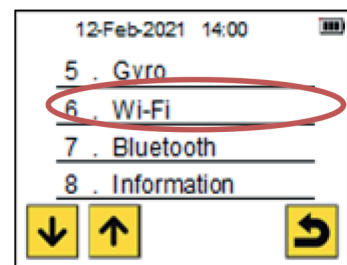 12-Feb-2021 14:00
5 . Gyro
6 . Wi-Fi
7 . Bluetooth
8 . Information